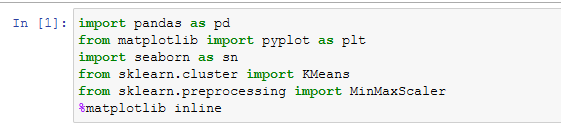 In [1]: import pandas as pd
from matplotlib import pyplot as plt
import seaborn as sn
from sklearn.cluster import KMeans
from sklearn.preprocessing import MinMaxScaler
%matplotlib inline